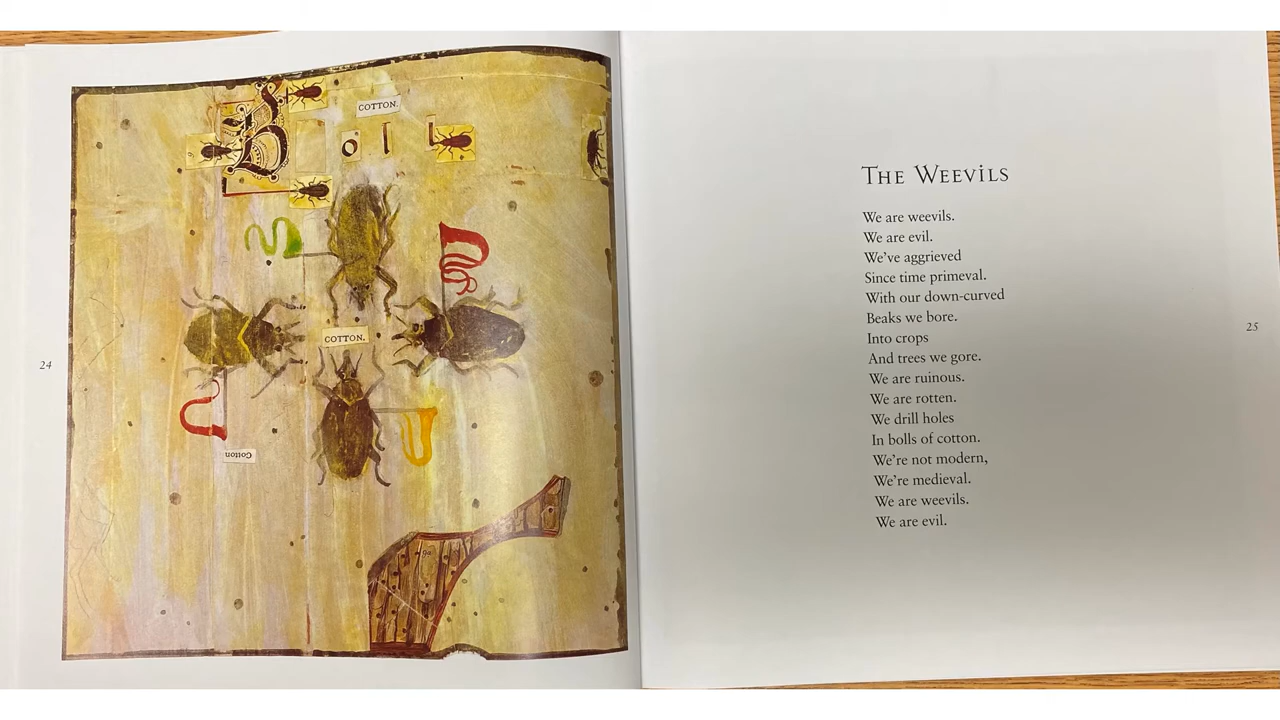 COTTON.
Boll
COTTON.
Cotton
99
24
THE WEEVILS
We are weevils.
We are evil.
We've aggrieved
Since time primeval.
With our down-curved
Beaks we bore.
Into crops
And trees we gore.
We are ruinous.
We are rotten.
We drill holes
In bolls of cotton.
We're not modern,
We're medieval.
We are weevils.
We are evil.
25